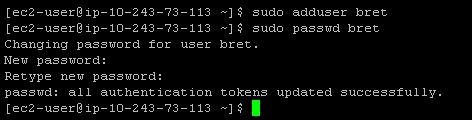 [ec2-user@ip-10-243-73-113 ~]$ sudo adduser bret
[ec2-user@ip-10-243-73-113 ~]$ sudo passwd bret
Changing password for user bret.
New password:
Retype new password:
passwd: all authentication tokens updated successfully.
[ec2-user@ip-10-243-73-113 ~]$